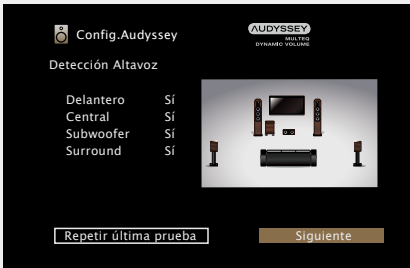 Config.Audyssey
AUDYSSEY
MULTEQ
DYNAMIC VOLUME
Detección Altavoz
Delantero Sí
Central Sí
Subwoofer Sí
Surround Sí
Repetir última prueba
Siguiente